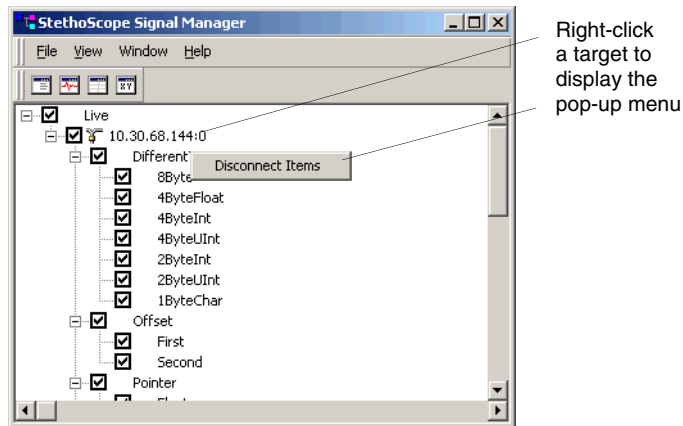 StethoScope Signal Manager
File View Window Help
Live
10.30.68.144:0
Disconnect Items
4ByteFloat
4ByteInt
4ByteUInt
2ByteInt
2ByteUInt
1ByteChar
Offset
First
Second
Pointer
Right-click
a target to
display the
pop-up menu